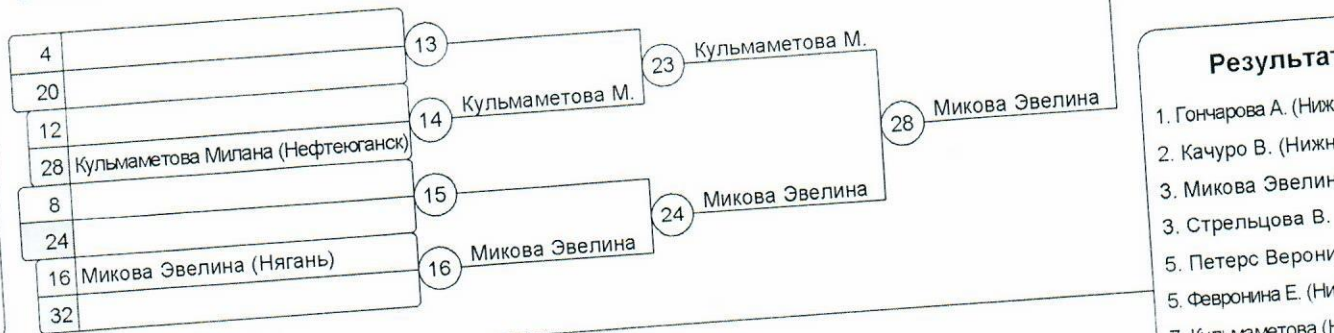 4
13
20
12
14
Кульмаметова М.
28 Кульмаметова Милана (Нефтеюганск)
23
Кульмаметова М.
8
15
24
16 Микова Эвелина (Нягань)
16
Микова Эвелина
32
24
Микова Эвелина
28
Микова Эвелина
Результат
1. Гончарова А. (Ниж
2. Качуро В. (Нижн
3. Микова Эвелин
3. Стрельцова В.
5. Петерс Верони
5. Февронина Е. (Ни
7. Кульмаметова (Н